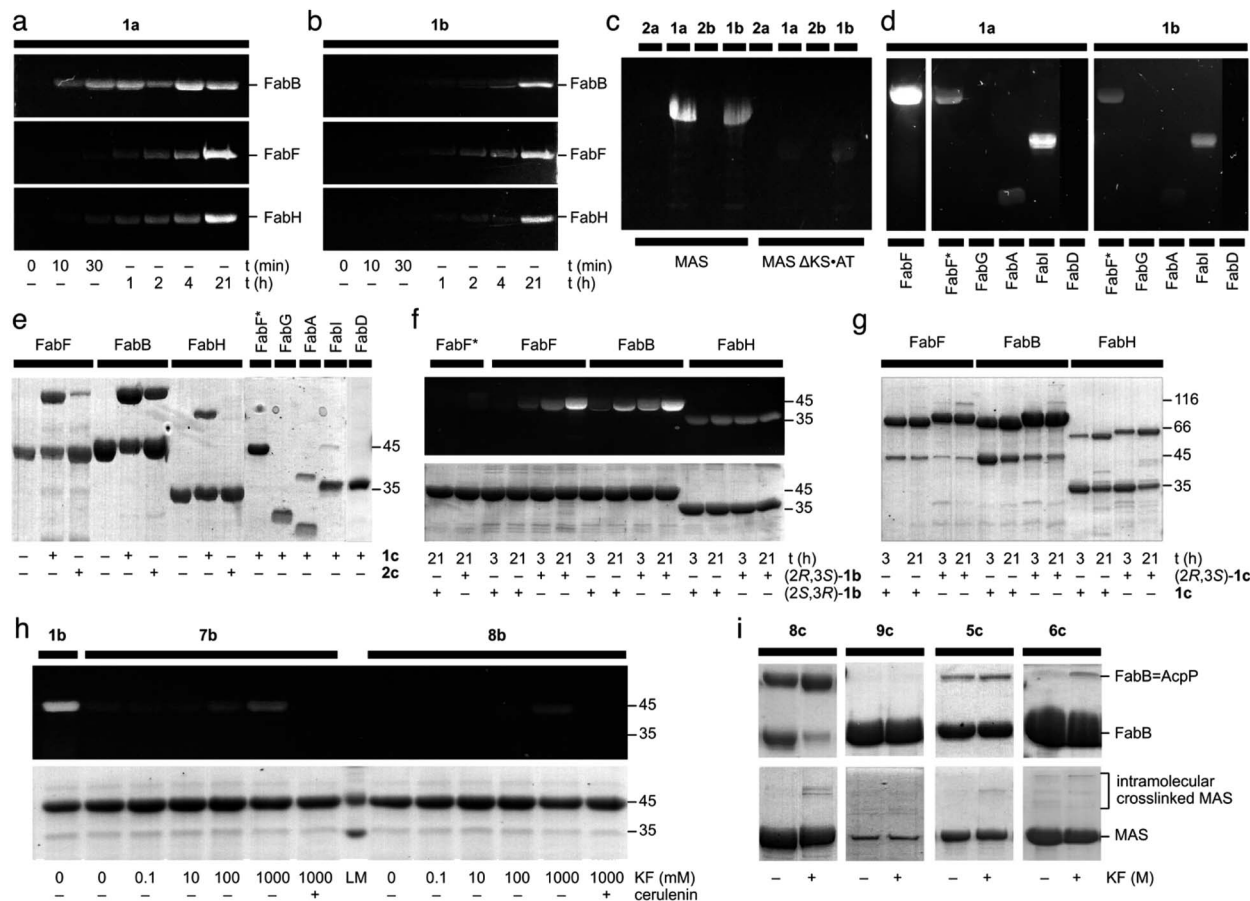 a
1a
FabB
FabF
FabH
0 10 30 t (min)
– – – 1 2 4 21 t (h)
b
1b
FabB
FabF
FabH
0 10 30 t (min)
– – – 1 2 4 21 t (h)
c
2a 1a 2b 1b 2a 1a 2b 1b
MAS MAS ΔKS•AT
d
1a 1b
FabF FabF* FabG FabA FabI FabD FabF* FabG FabA FabI FabD
e
FabF FabB FabH FabF* FabG FabA FabI FabD
45
35
– + – – + – – + – + + + + + 1c
– – + – – + – – + – – – – – 2c
f
FabF* FabF FabB FabH
45
35
45
35
21 21 3 21 3 21 3 21 3 21 3 21 3 21 t (h)
– + – – + + – – + + – – + + (2R,3S)-1b
+ – + + – – + + – – + + – – (2S,3R)-1b
g
FabF FabB FabH
116
66
45
35
3 21 3 21 3 21 3 21 3 21 3 21 t (h)
– – + + – – + + – – + + (2R,3S)-1c
+ + – – + + – – + + – – 1c
h
1b 7b 8b
45
35
45
35
0 0 0.1 10 100 1000 1000 LM 0 0.1 10 100 1000 1000 KF (mM)
– – – – – – + – – – – – + cerulenin
i
8c 9c 5c 6c
FabB=AcpP
FabB
intramolecular
crosslinked MAS
MAS
– + – + – + – + KF (M)